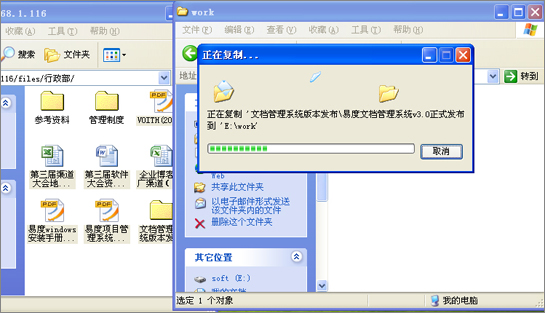 68.1.116
收藏(A) 工具(T) 帮助(H)
搜索 文件夹
116/files/行政部/
转到
参考资料
管理制度
VOITH(20
第三届渠道
大会地...
第三届软件
大会资...
企业博客
广渠道(
易度windows
安装手册...
易度项目管
理系统...
文档管理
统版本发
work
文件(F) 编辑(E) 查看(V) 收藏(A) 工具(T) 帮助(H)
地址
转到
正在复制...
正在复制 '文档管理系统版本发布\易度文档管理系统v3.0正式发布
到 'E:\work'
取消
Web
共享此文件夹
以电子邮件形式发送
该文件夹内的文件
删除这个文件夹
其它位置
soft (E:)
我的文档
选定 1 个对象
我的电脑